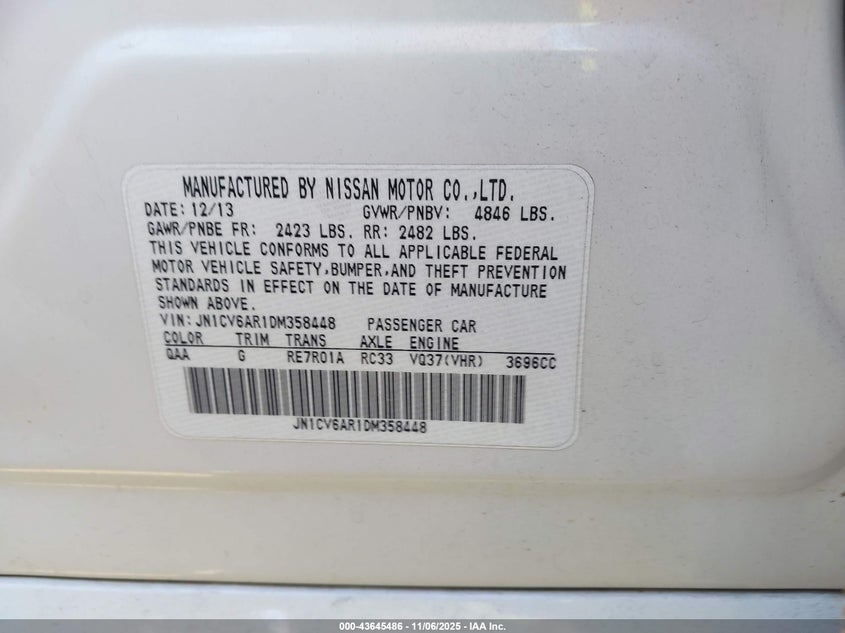 MANUFACTURED BY NISSAN MOTOR CO.,LTD.
DATE: 12/13 GVWR/PNBV: 4846 LBS.
GAWR/PNBE FR: 2423 LBS. RR: 2482 LBS.
THIS VEHICLE CONFORMS TO ALL APPLICABLE FEDERAL
MOTOR VEHICLE SAFETY,BUMPER,AND THEFT PREVENTION
STANDARDS IN EFFECT ON THE DATE OF MANUFACTURE
SHOWN ABOVE.
VIN: JN1CV6AR1DM358448 PASSENGER CAR
COLOR TRIM TRANS AXLE ENGINE
QAA G RE7R01A RC33 VQ37(VHR) 3696CC
JN1CV6AR1DM358448
000-43645486 - 11/06/2025 - IAA Inc.